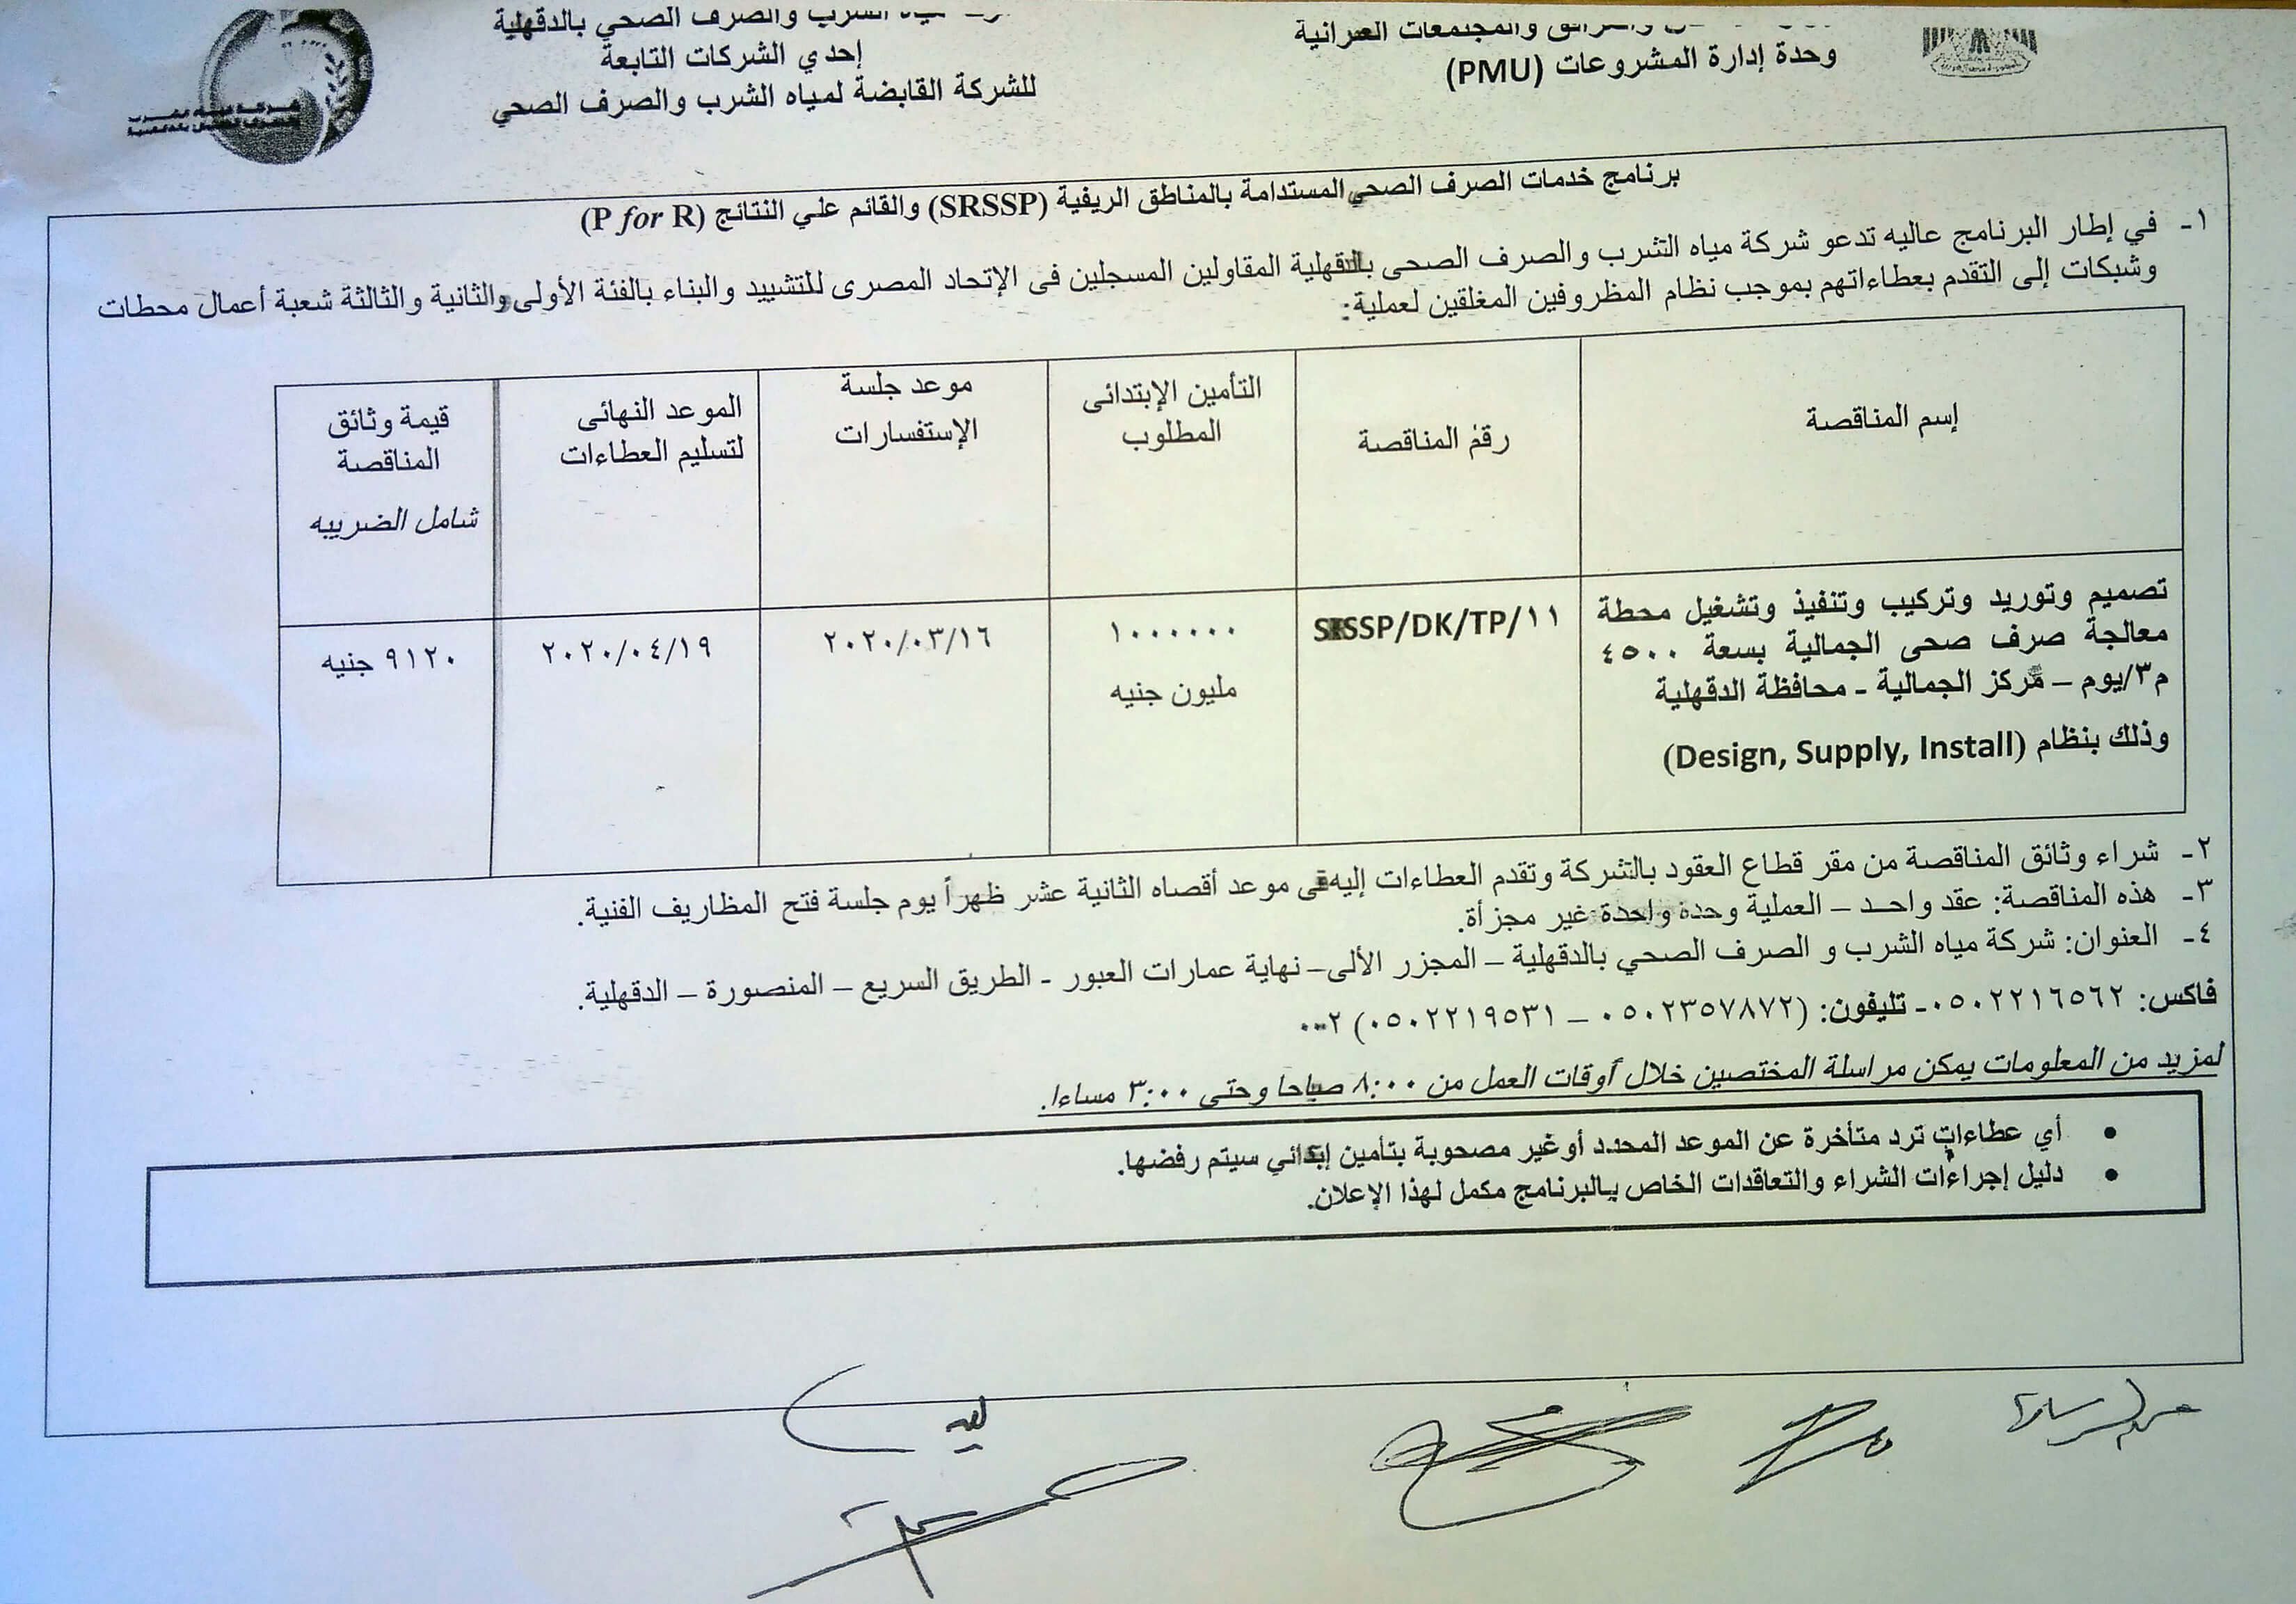 والمجتمعات العمرانية
وحدة إدارة المشروعات (PMU)
الشرب والصرف الصحي بالدقهلية
إحدي الشركات التابعة
للشركة القابضة لمياه الشرب والصرف الصحي
برنامج خدمات الصرف الصحي المستدامة بالمناطق الريفية (SRSSP) والقائم علي النتائج (P for R)
١- في إطار البرنامج عاليه تدعو شركة مياه الشرب والصرف الصحى بالدقهلية المقاولين المسجلين فى الإتحاد المصرى للتشييد والبناء بالفئة الأولى والثانية والثالثة شعبة أعمال محطات
وشبكات إلى التقدم بعطاءاتهم بموجب نظام المظروفين المغلقين لعملية:
إسم المناقصة
رقم المناقصة
التأمين الإبتدائى
المطلوب
موعد جلسة
الإستفسارات
الموعد النهائى
لتسليم العطاءات
قيمة وثائق
المناقصة
شامل الضريبه
تصميم وتوريد وتركيب وتنفيذ وتشغيل محطة
معالجة صرف صحى الجمالية بسعة ٤٥٠٠
م٣/يوم – مركز الجمالية - محافظة الدقهلية
وذلك بنظام (Design, Supply, Install)
SRSSP/DK/TP/١١
١٠٠٠٠٠٠
مليون جنيه
٢٠٢٠/٠٣/١٦
٢٠٢٠/٠٤/١٩
٩١٢٠ جنيه
٢- شراء وثائق المناقصة من مقر قطاع العقود بالشركة وتقدم العطاءات إليه فى موعد أقصاه الثانية عشر ظهراً يوم جلسة فتح المظاريف الفنية.
٣- هذه المناقصة: عقد واحد – العملية وحدة واحدة غير مجزأة.
٤- العنوان: شركة مياه الشرب و الصرف الصحي بالدقهلية – المجزر الألى– نهاية عمارات العبور - الطريق السريع – المنصورة – الدقهلية.
فاكس: ٠٥٠٢٢١٦٥٦٢- تليفون: (٠٥٠٢٣٥٧٨٧٢ – ٠٥٠٢٢١٩٥٣١) ٠٠٢
لمزيد من المعلومات يمكن مراسلة المختصين خلال أوقات العمل من ٨:٠٠ صباحا وحتى ٣:٠٠ مساءا.
• أي عطاءات ترد متأخرة عن الموعد المحدد أوغير مصحوبة بتأمين إبتدائي سيتم رفضها.
• دليل إجراءات الشراء والتعاقدات الخاص بالبرنامج مكمل لهذا الإعلان.